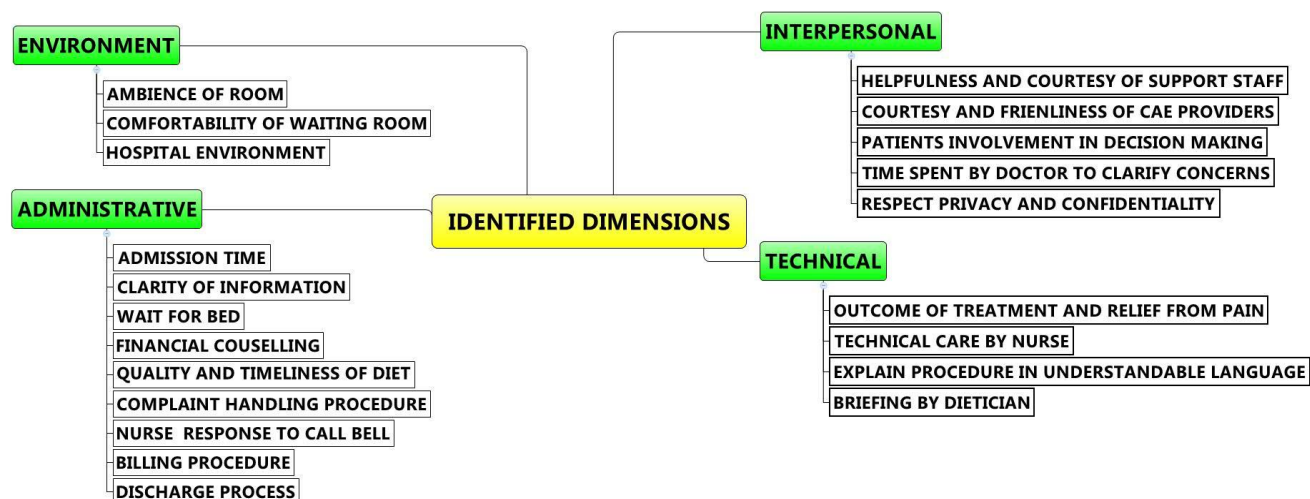 ENVIRONMENT
AMBIENCE OF ROOM
COMFORTABILITY OF WAITING ROOM
HOSPITAL ENVIRONMENT
ADMINISTRATIVE
ADMISSION TIME
CLARITY OF INFORMATION
WAIT FOR BED
FINANCIAL COUSELLING
QUALITY AND TIMELINESS OF DIET
COMPLAINT HANDLING PROCEDURE
NURSE  RESPONSE TO CALL BELL
BILLING PROCEDURE
DISCHARGE PROCESS
IDENTIFIED DIMENSIONS
INTERPERSONAL
HELPFULNESS AND COURTESY OF SUPPORT STAFF
COURTESY AND FRIENLINESS OF CAE PROVIDERS
PATIENTS INVOLVEMENT IN DECISION MAKING
TIME SPENT BY DOCTOR TO CLARIFY CONCERNS
RESPECT PRIVACY AND CONFIDENTIALITY
TECHNICAL
OUTCOME OF TREATMENT AND RELIEF FROM PAIN
TECHNICAL CARE BY NURSE
EXPLAIN PROCEDURE IN UNDERSTANDABLE LANGUAGE
BRIEFING BY DIETICIAN